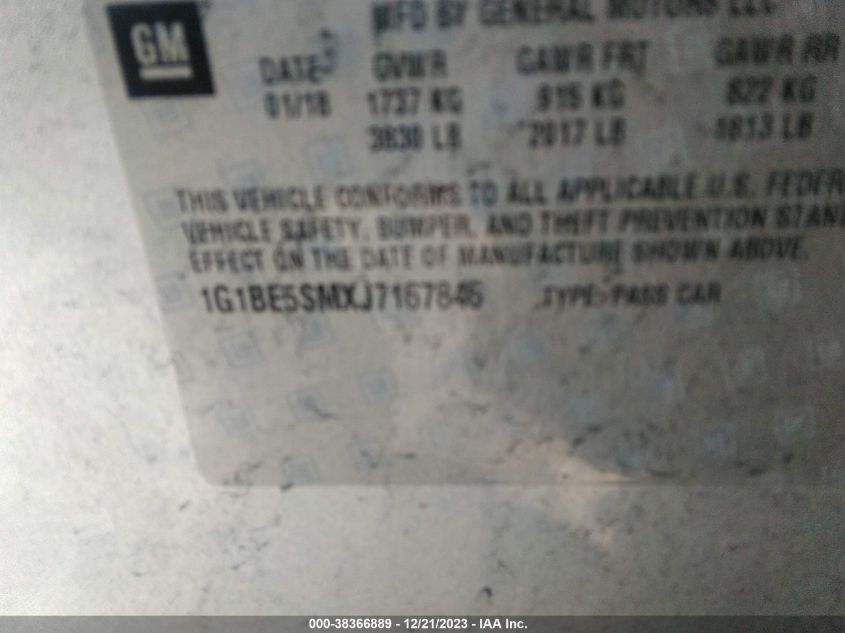 GM
MFD BY GENERAL MOTORS LLC
DATE GVWR GAWR FRT GAWR RR
01/18 1737 KG 915 KG 822 KG
3830 LB 2017 LB 1813 LB
THIS VEHICLE CONFORMS TO ALL APPLICABLE U.S. FEDER
VEHICLE SAFETY, BUMPER, AND THEFT PREVENTION STAN
EFFECT ON THE DATE OF MANUFACTURE SHOWN ABOVE.
1G1BE5SMXJ7167846 TYPE: PASS CAR
000-38366889 - 12/21/2023 - IAA Inc.